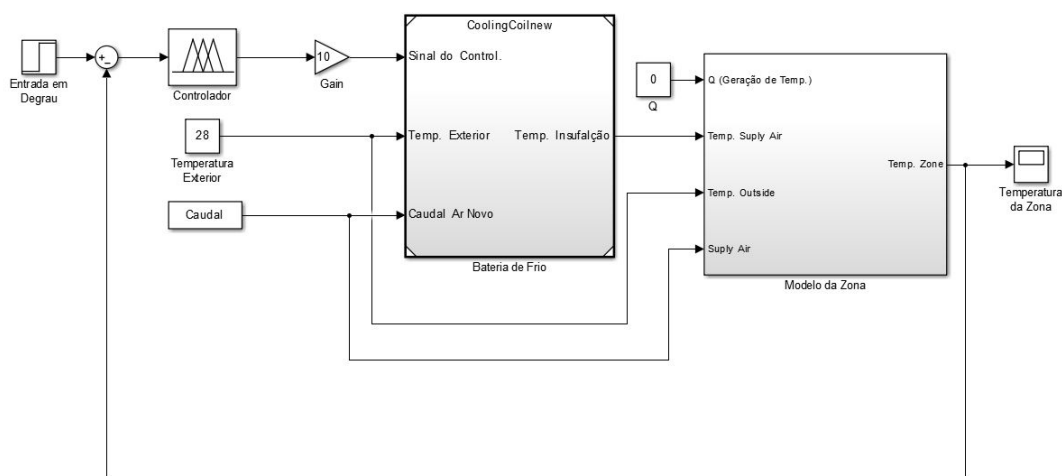 CoolingCoilnew
Entrada em
Degrau
+
−
Controlador
10
Gain
Sinal do Control.
28
Temperatura
Exterior
Temp. Exterior
Temp. Insufalção
Caudal
Caudal Ar Novo
Bateria de Frio
0
Q
Q (Geração de Temp.)
Temp. Suply Air
Temp. Zone
Temp. Outside
Suply Air
Modelo da Zona
Temperatura
da Zona